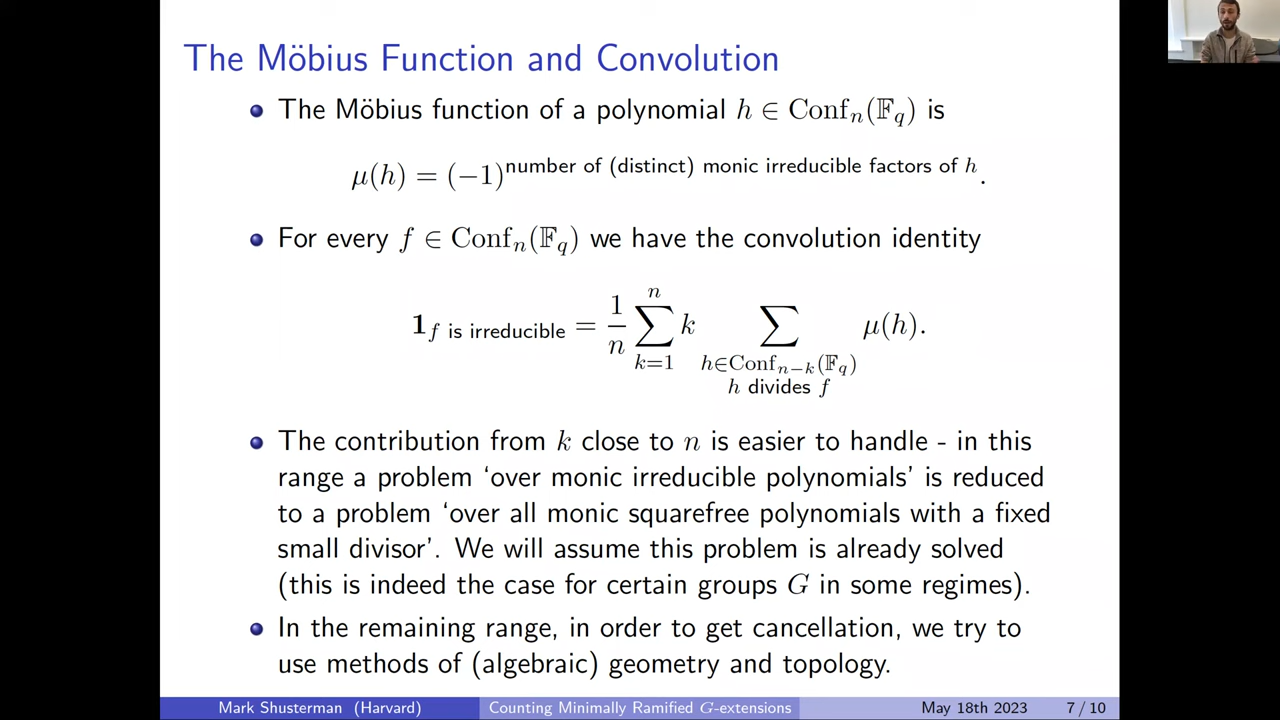 The Möbius Function and Convolution
The Möbius function of a polynomial h ∈ Conf_n(𝔽_q) is
μ(h) = (−1)^{number of (distinct) monic irreducible factors of h}.
For every f ∈ Conf_n(𝔽_q) we have the convolution identity
𝟏_{f is irreducible} = \frac{1}{n} \sum_{k=1}^{n} k \sum_{h∈Conf_{n−k}(𝔽_q), h divides f} μ(h).
The contribution from k close to n is easier to handle - in this
range a problem ‘over monic irreducible polynomials’ is reduced
to a problem ‘over all monic squarefree polynomials with a fixed
small divisor’. We will assume this problem is already solved
(this is indeed the case for certain groups G in some regimes).
In the remaining range, in order to get cancellation, we try to
use methods of (algebraic) geometry and topology.
Mark Shusterman (Harvard) Counting Minimally Ramified G-extensions May 18th 2023 7 / 10